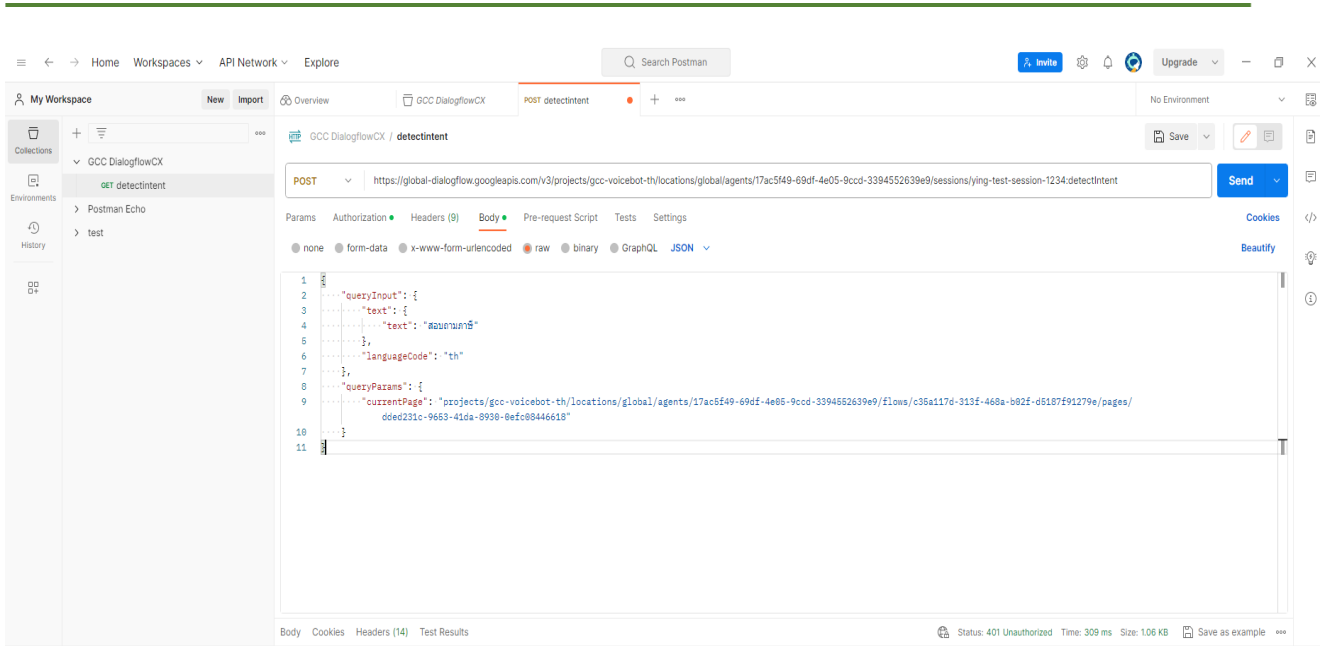 Home Workspaces API Network Explore Search Postman Invite Upgrade
My Workspace New Import Overview GCC DialogflowCX POST detectintent No Environment
Collections
Environments
History
GCC DialogflowCX
GET detectintent
Postman Echo
test
HTTP GCC DialogflowCX / detectintent Save
POST https://global-dialogflow.googleapis.com/v3/projects/gcc-voicebot-th/locations/global/agents/17ac5f49-69df-4e05-9ccd-3394552639e9/sessions/ying-test-session-1234:detectIntent Send
Params Authorization Headers (9) Body Pre-request Script Tests Settings Cookies
none form-data x-www-form-urlencoded raw binary GraphQL JSON Beautify
1 {
2 "queryInput": {
3 "text": {
4 "text": "สอบถามภาษี"
5 },
6 "languageCode": "th"
7 },
8 "queryParams": {
9 "currentPage": "projects/gcc-voicebot-th/locations/global/agents/17ac5f49-69df-4e05-9ccd-3394552639e9/flows/c35a117d-313f-468a-b02f-d5187f91279e/pages/
dded231c-9653-41da-8930-0efc08446618"
10 }
11 }
Body Cookies Headers (14) Test Results Status: 401 Unauthorized Time: 309 ms Size: 1.06 KB Save as example